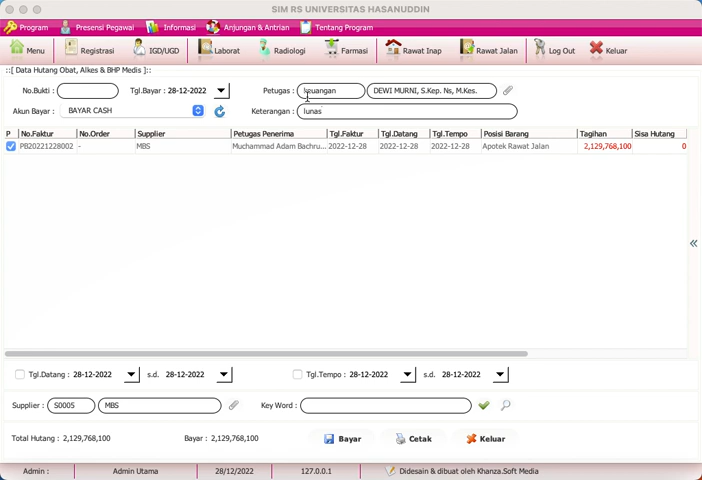 SIM RS UNIVERSITAS HASANUDDIN
Program Presensi Pegawai Informasi Anjungan & Antrian Tentang Program
Menu Registrasi IGD/UGD Laborat Radiologi Farmasi Rawat Inap Rawat Jalan Log Out Keluar
::[ Data Hutang Obat, Alkes & BHP Medis ]::
No.Bukti : Tgl.Bayar : 28-12-2022 Petugas : keuangan DEWI MURNI, S.Kep. Ns, M.Kes.
Akun Bayar : BAYAR CASH Keterangan : lunas
P No.Faktur No.Order Supplier Petugas Penerima Tgl.Faktur Tgl.Datang Tgl.Tempo Posisi Barang Tagihan Sisa Hutang
PB20221228002 - MBS Muchammad Adam Bachru... 2022-12-28 2022-12-28 2022-12-28 Apotek Rawat Jalan 2,129,768,100 0
Tgl.Datang : 28-12-2022 s.d. 28-12-2022 Tgl.Tempo : 28-12-2022 s.d. 28-12-2022
Supplier : S0005 MBS Key Word :
Total Hutang : 2,129,768,100 Bayar : 2,129,768,100 Bayar Cetak Keluar
Admin : Admin Utama 28/12/2022 127.0.0.1 Didesain & dibuat oleh Khanza.Soft Media